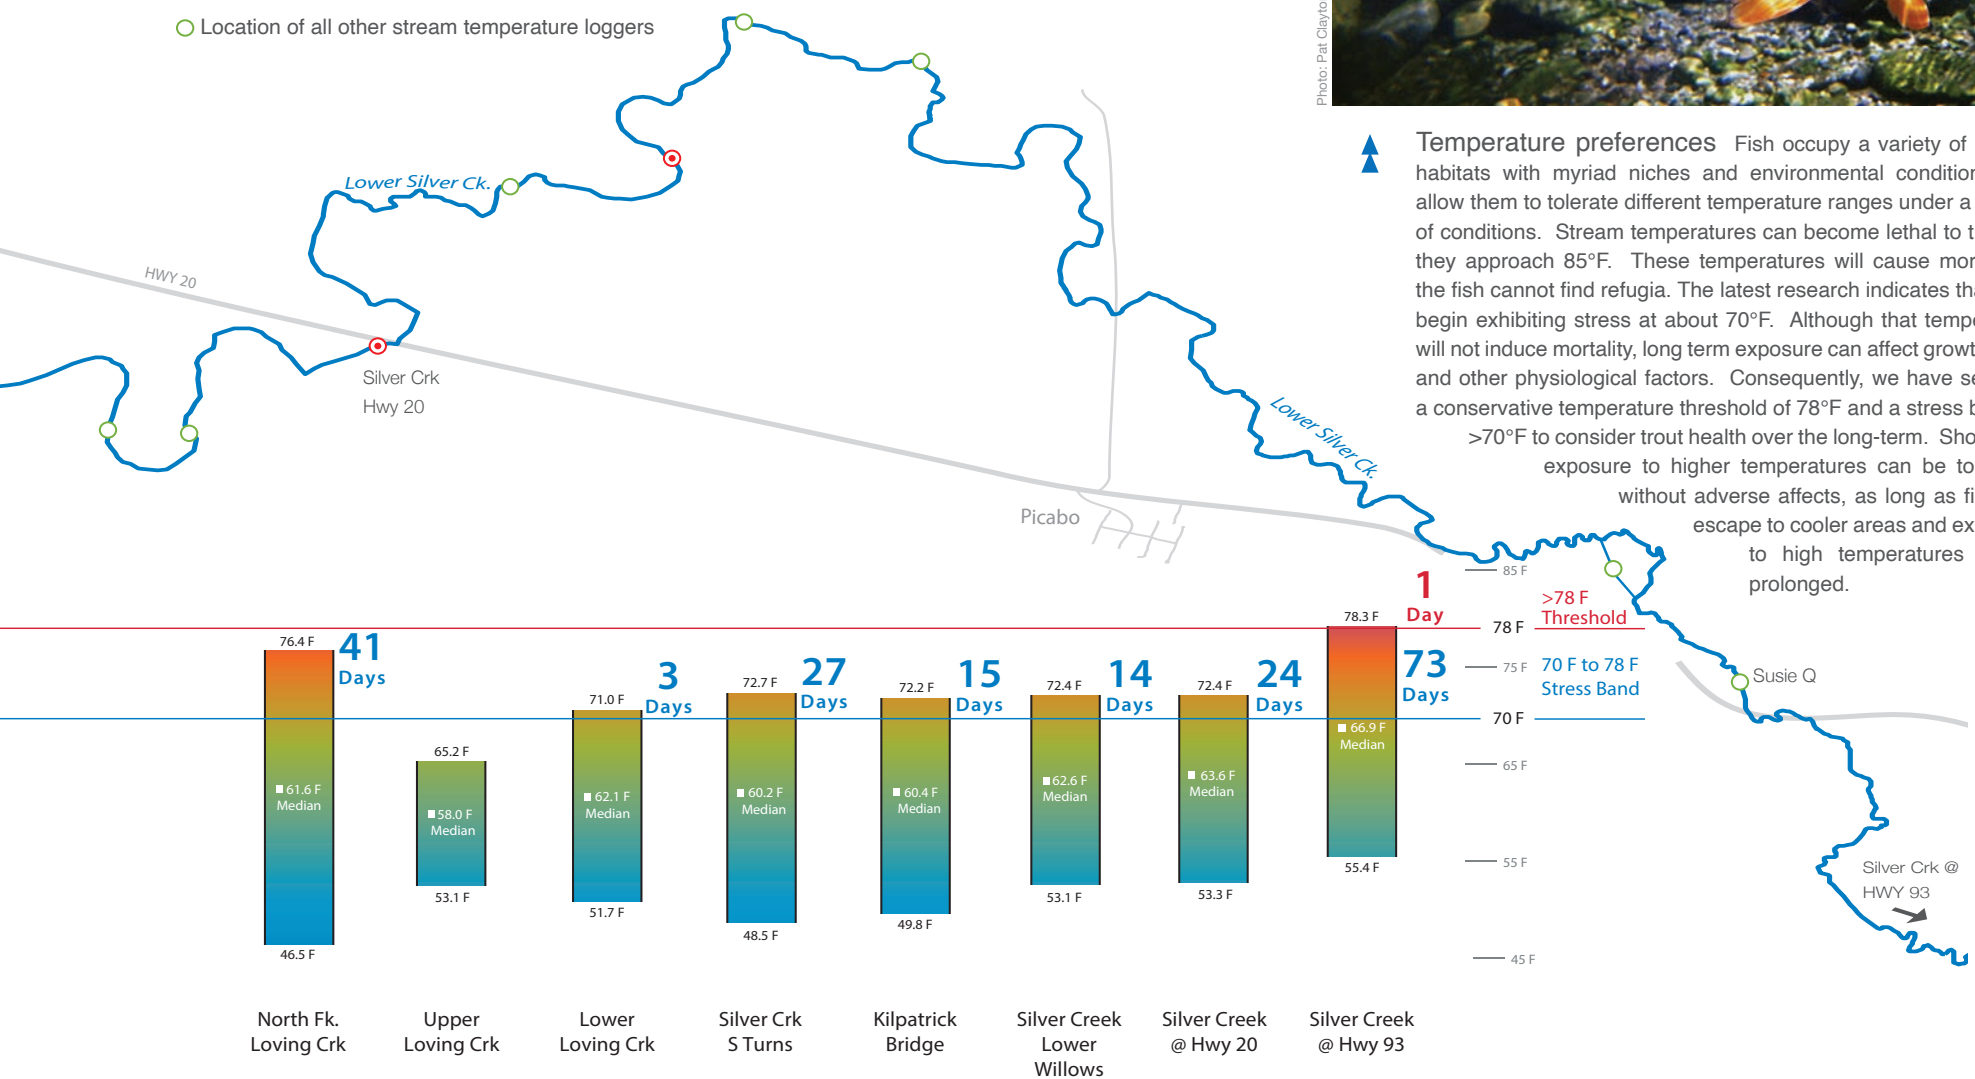 Location of all other stream temperature loggers
Photo: Pat Clayto
Lower Silver Ck.
HWY 20
Silver Crk
Hwy 20
Lower Silver Ck.
Picabo
Temperature preferences Fish occupy a variety of
habitats with myriad niches and environmental condition
allow them to tolerate different temperature ranges under a
of conditions. Stream temperatures can become lethal to t
they approach 85°F. These temperatures will cause mor
the fish cannot find refugia. The latest research indicates tha
begin exhibiting stress at about 70°F. Although that tempe
will not induce mortality, long term exposure can affect growt
and other physiological factors. Consequently, we have se
a conservative temperature threshold of 78°F and a stress b
>70°F to consider trout health over the long-term. Sho
exposure to higher temperatures can be to
without adverse affects, as long as fi
escape to cooler areas and ex
to high temperatures
prolonged.
85 F
>78 F
Threshold
78 F
75 F
70 F to 78 F
Stress Band
70 F
65 F
55 F
45 F
Susie Q
Silver Crk @
HWY 93
76.4 F
41
Days
61.6 F
Median
46.5 F
65.2 F
58.0 F
Median
53.1 F
71.0 F
3
Days
62.1 F
Median
51.7 F
72.7 F
27
Days
60.2 F
Median
48.5 F
72.2 F
15
Days
60.4 F
Median
49.8 F
72.4 F
14
Days
62.6 F
Median
53.1 F
72.4 F
24
Days
63.6 F
Median
53.3 F
78.3 F
1
Day
73
Days
66.9 F
Median
55.4 F
North Fk.
Loving Crk
Upper
Loving Crk
Lower
Loving Crk
Silver Crk
S Turns
Kilpatrick
Bridge
Silver Creek
Lower
Willows
Silver Creek
@ Hwy 20
Silver Creek
@ Hwy 93